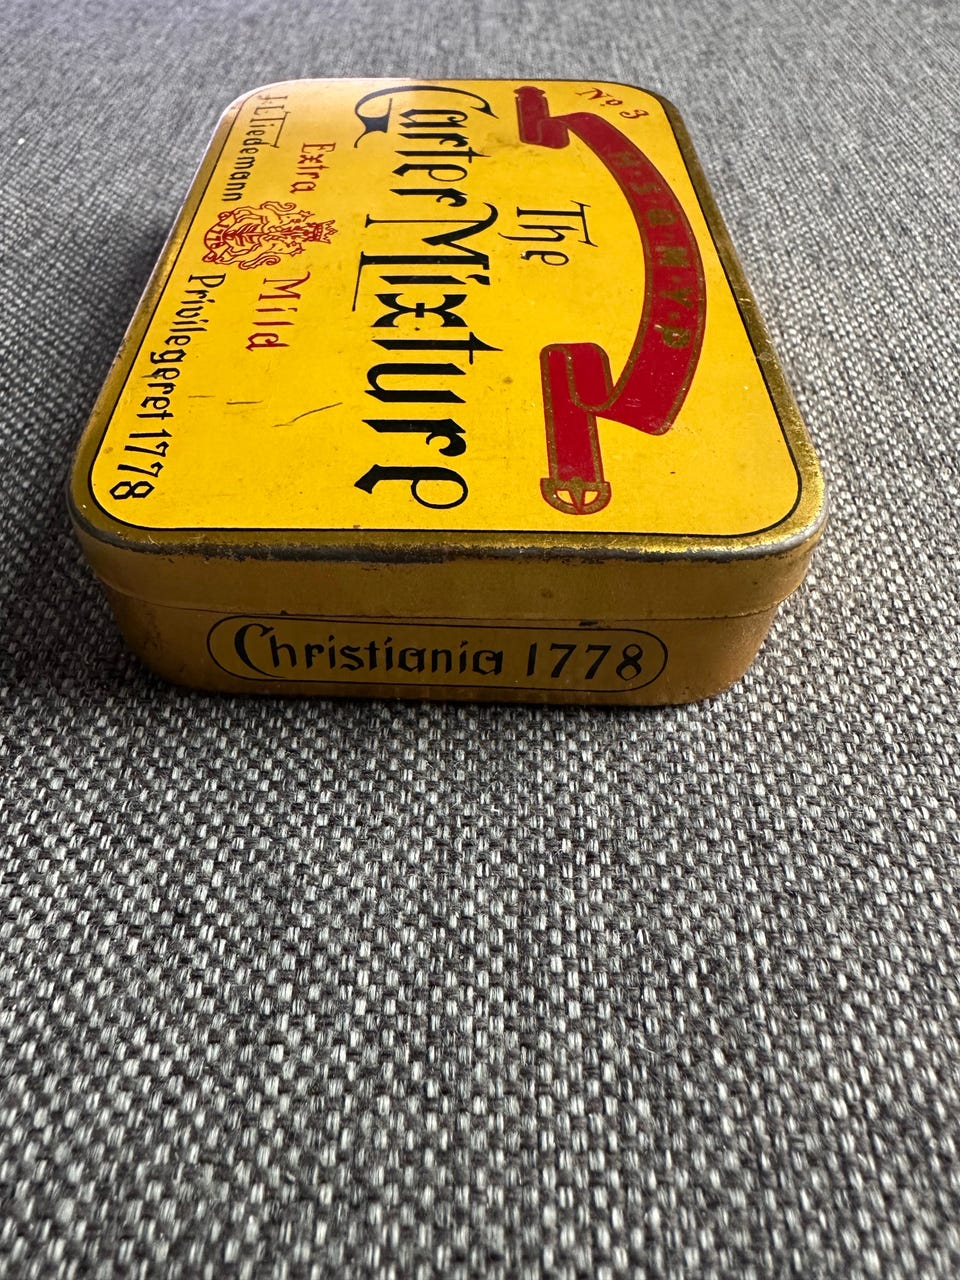 No 3
H·S·Q·M·Y·P
The
Garter Mixture
Extra Mild
J.L.Tiedemann Privilegeret 1778
Christiania 1778